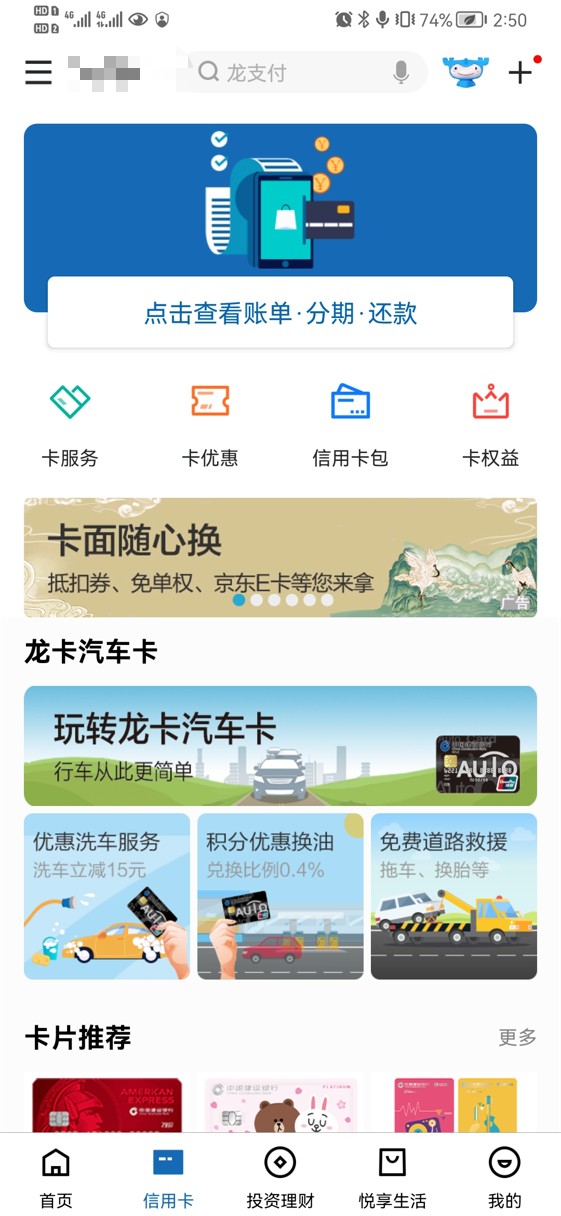 HD 1 4G 4G 74% 2:50
HD 2
龙支付
点击查看账单·分期·还款
卡服务 卡优惠 信用卡包 卡权益
卡面随心换
抵扣券、免单权、京东E卡等您来拿
广告
龙卡汽车卡
玩转龙卡汽车卡
行车从此更简单
AUTO
优惠洗车服务 积分优惠换油 免费道路救援
洗车立减15元 兑换比例0.4% 拖车、换胎等
卡片推荐 更多
AMERICAN EXPRESS
中国建设银行 PLATINUM
首页 信用卡 投资理财 悦享生活 我的